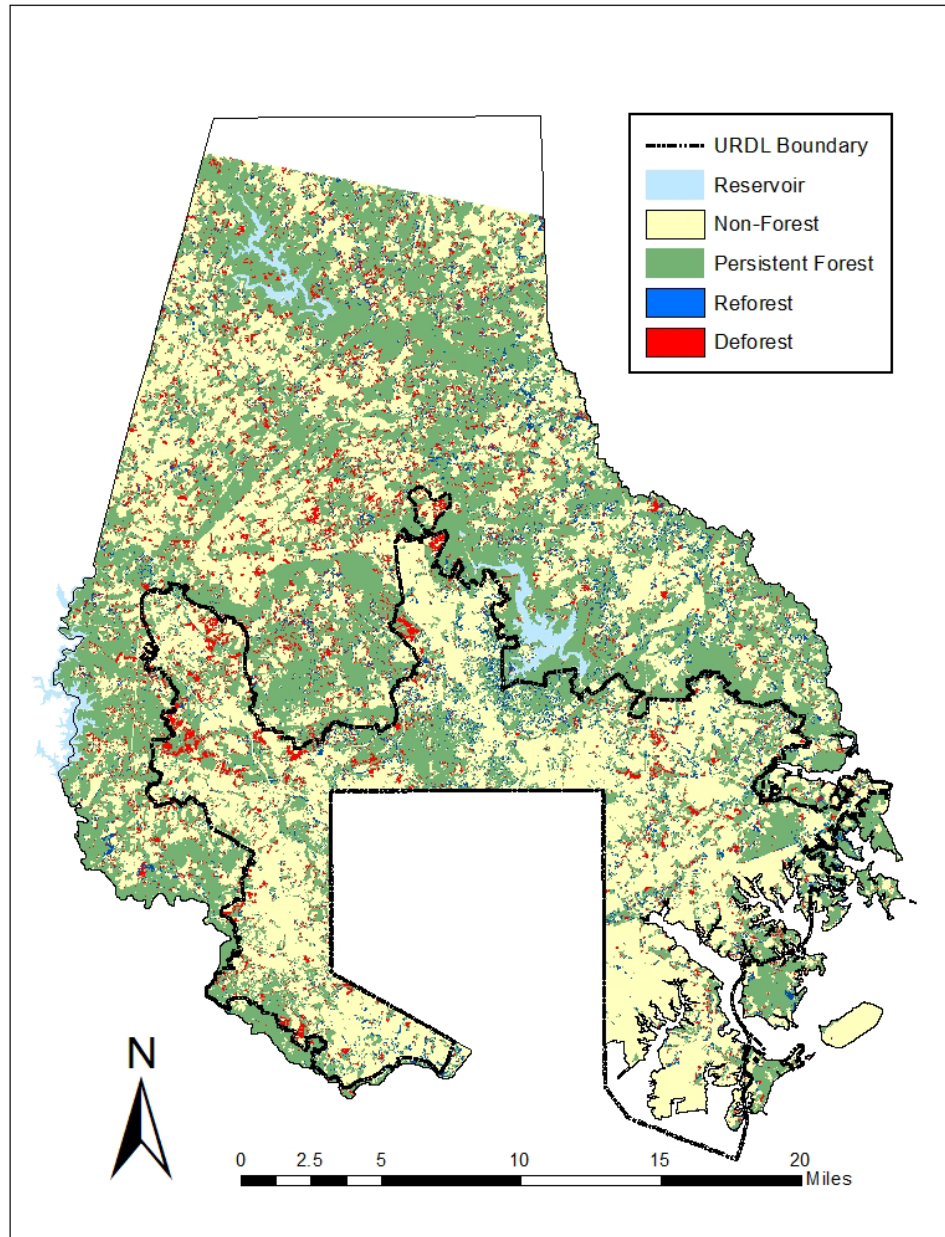 URDL Boundary
Reservoir
Non-Forest
Persistent Forest
Reforest
Deforest
N
0 2.5 5 10 15 20
Miles